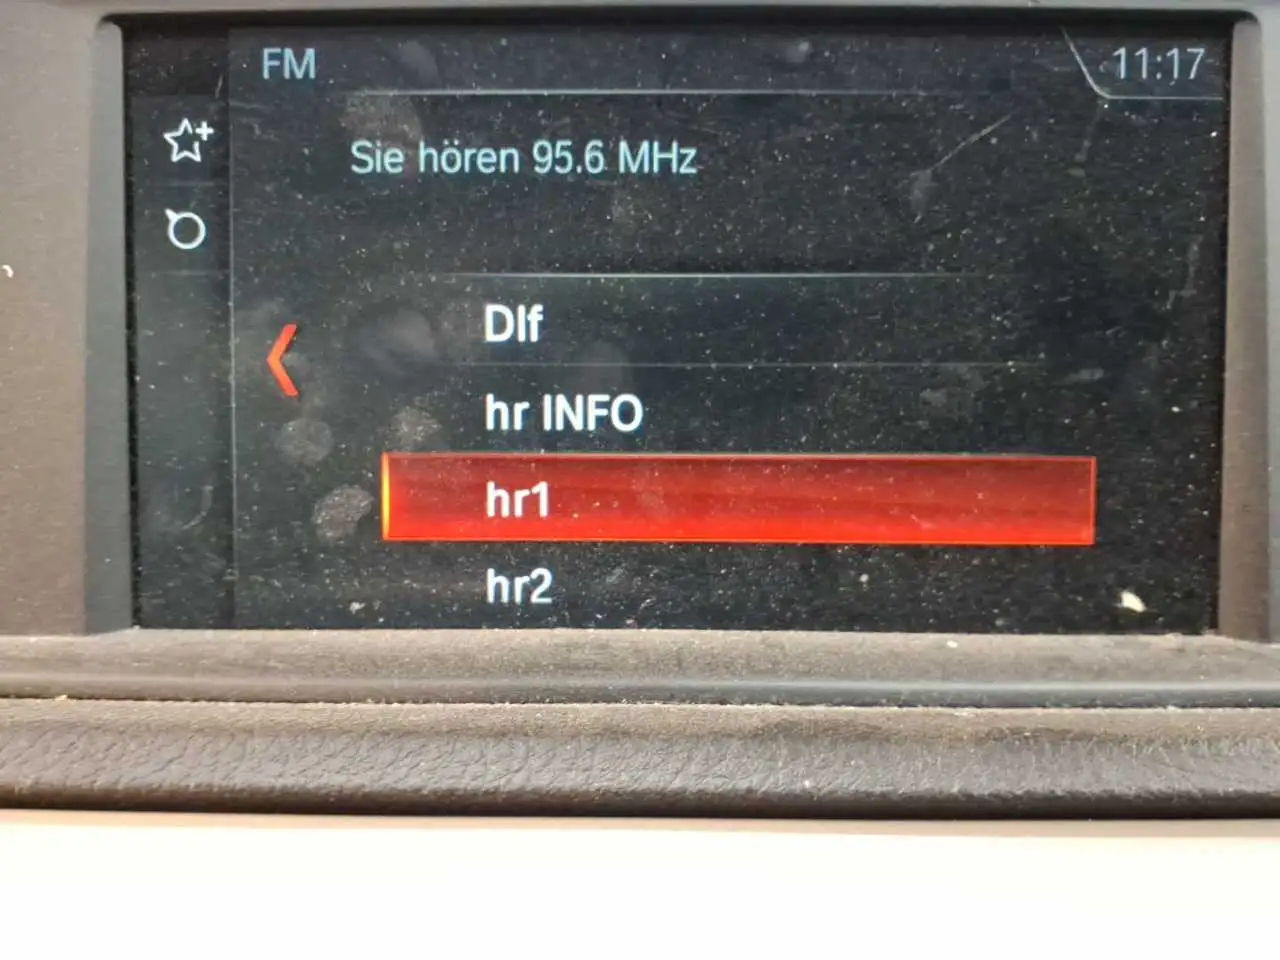 FM
11:17
Sie hören 95.6 MHz
Dlf
hr INFO
hr1
hr2